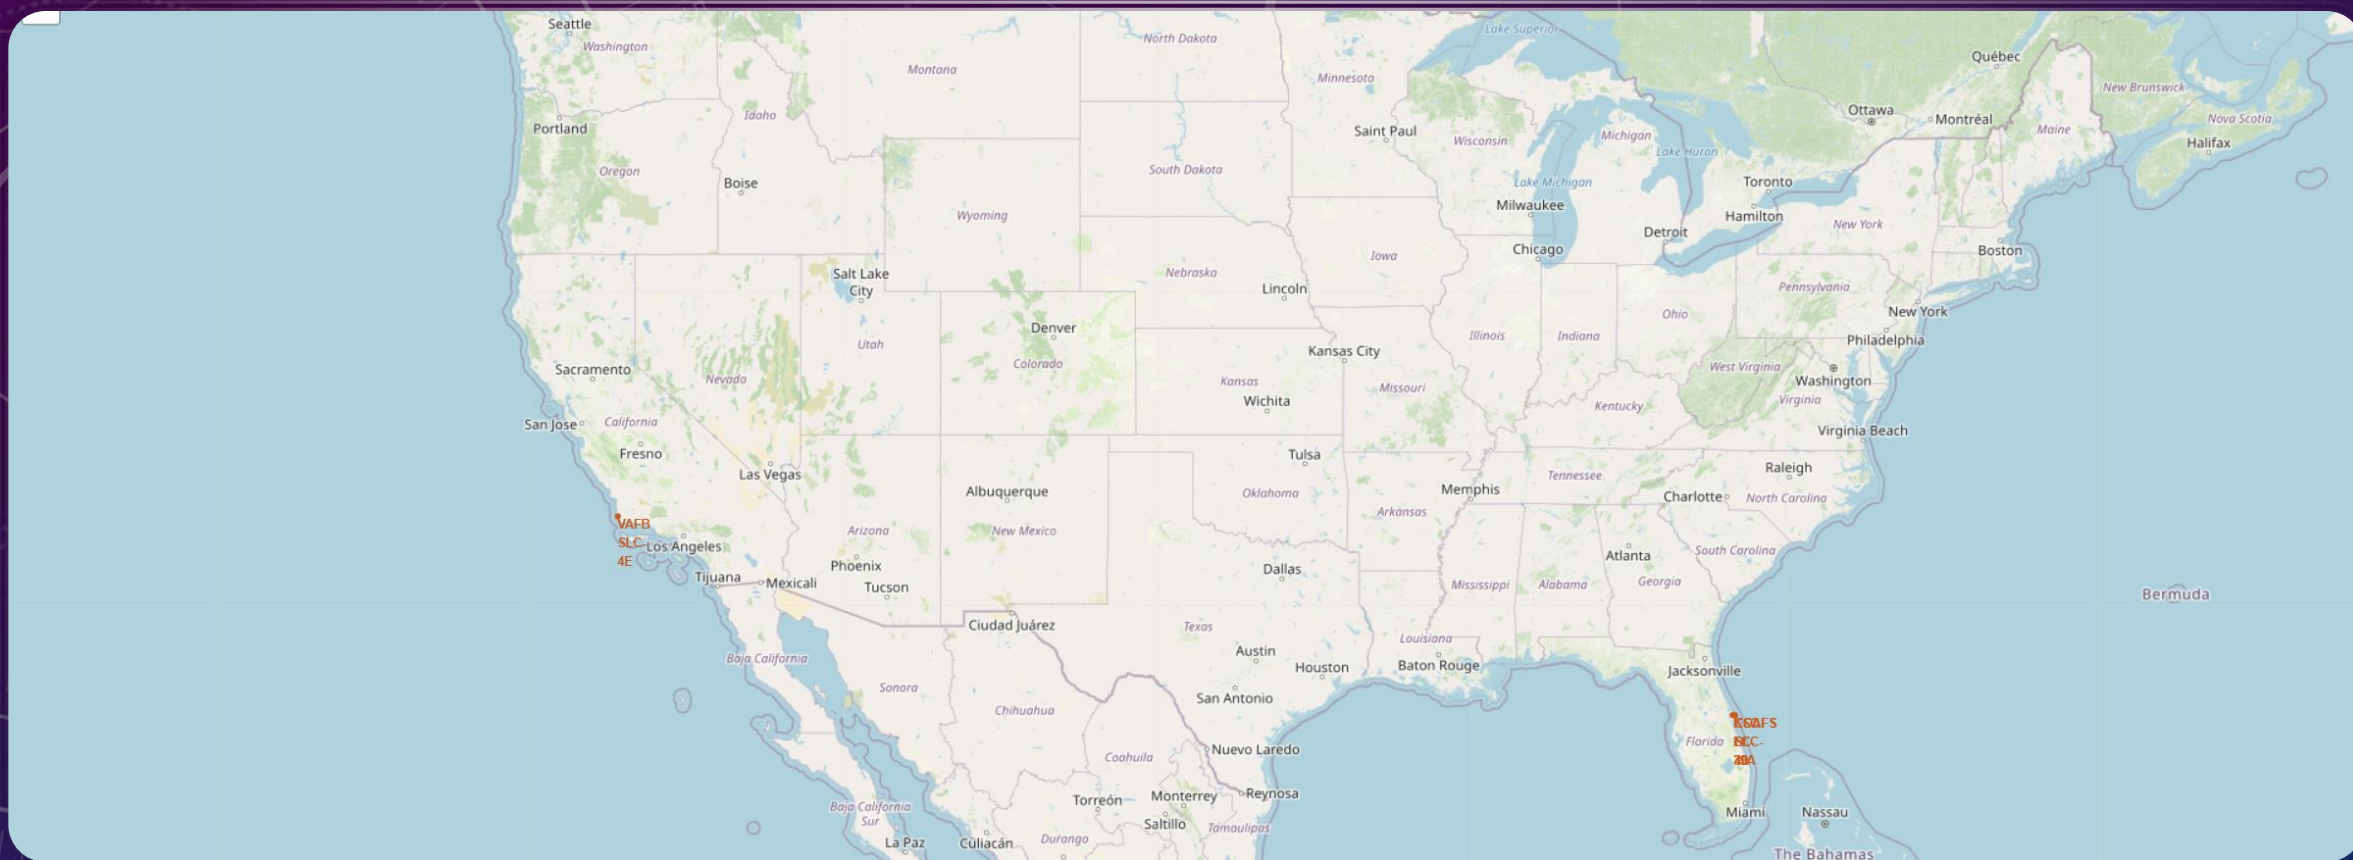 Seattle
Washington
Portland
Oregon
Idaho
Boise
Montana
Wyoming
North Dakota
South Dakota
Minnesota
Saint Paul
Wisconsin
Lake Superior
Lake Michigan
Michigan
Lake Huron
Milwaukee
Chicago
Detroit
Iowa
Nebraska
Lincoln
Ottawa
Québec
Montréal
Toronto
Hamilton
New York
Maine
New Brunswick
Nova Scotia
Halifax
Boston
Pennsylvania
New York
Philadelphia
Washington
Salt Lake
City
Utah
Nevada
Sacramento
San Jose
California
Fresno
Las Vegas
Denver
Colorado
Kansas
Wichita
Kansas City
Missouri
Illinois
Indiana
Ohio
Kentucky
West Virginia
Virginia
Virginia Beach
Raleigh
North Carolina
Charlotte
Tennessee
Memphis
Tulsa
Oklahoma
Arkansas
Albuquerque
New Mexico
Arizona
Phoenix
Tucson
VAFB
SLC-
4E
Los Angeles
Tijuana
Mexicali
Ciudad Juárez
Dallas
Texas
Austin
Houston
San Antonio
Louisiana
Baton Rouge
Mississippi
Alabama
Atlanta
Georgia
South Carolina
Jacksonville
Florida
Miami
Bermuda
Nassau
The Bahamas
Baja California
Sonora
Chihuahua
Coahuila
Nuevo Laredo
Reynosa
Torreón
Monterrey
Saltillo
Tamaulipas
Durango
Baja California
Sur
La Paz
Culiacán